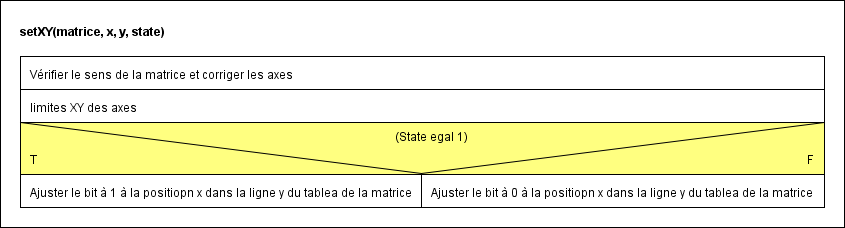 setXY(matrice, x, y, state)
Vérifier le sens de la matrice et corriger les axes
limites XY des axes
(State egal 1)
T
F
Ajuster le bit à 1 à la positiopn x dans la ligne y du tablea de la matrice
Ajuster le bit à 0 à la positiopn x dans la ligne y du tablea de la matrice